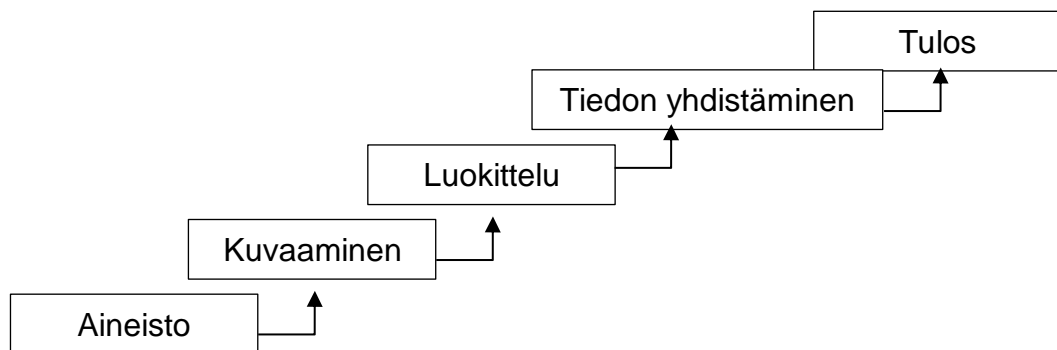 Tulos
Tiedon yhdistäminen
Luokittelu
Kuvaaminen
Aineisto